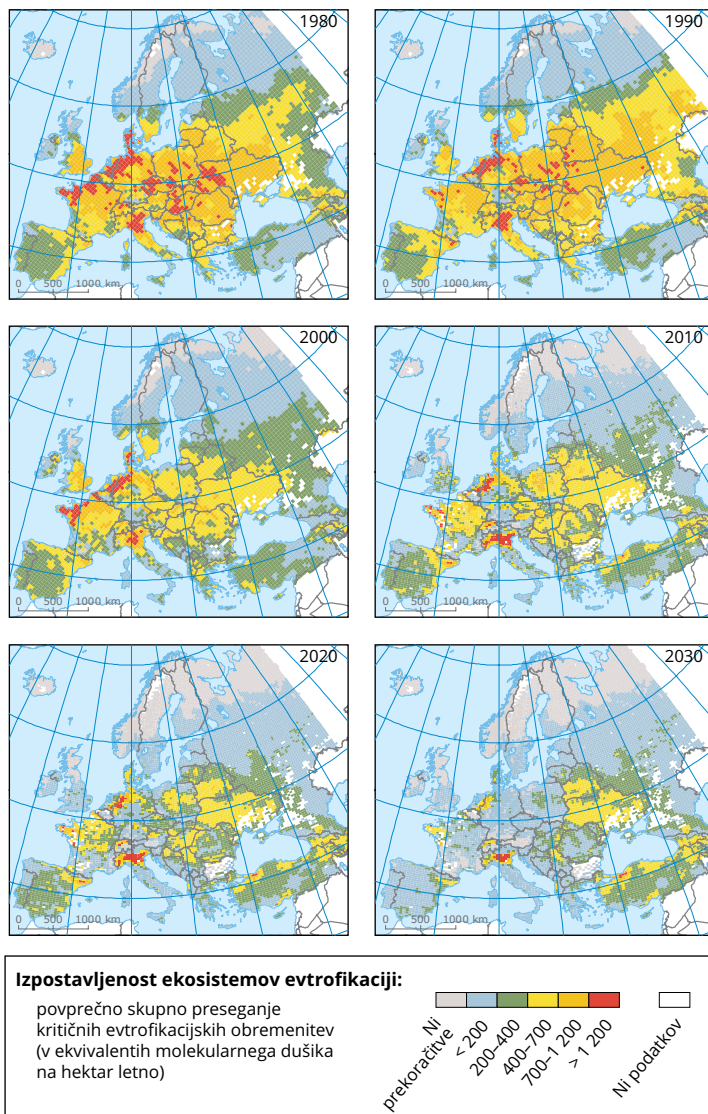 1980
0 500 1000 km
1990
0 500 1000 km
2000
0 500 1000 km
2010
0 500 1000 km
2020
0 500 1000 km
2030
0 500 1000 km
Izpostavljenost ekosistemov evtrofikaciji:
povprečno skupno preseganje
kritičnih evtrofikacijskih obremenitev
(v ekvivalentih molekularnega dušika
na hektar letno)
Ni
prekoračitve
< 200
200–400
400–700
700–1 200
> 1 200
Ni podatkov